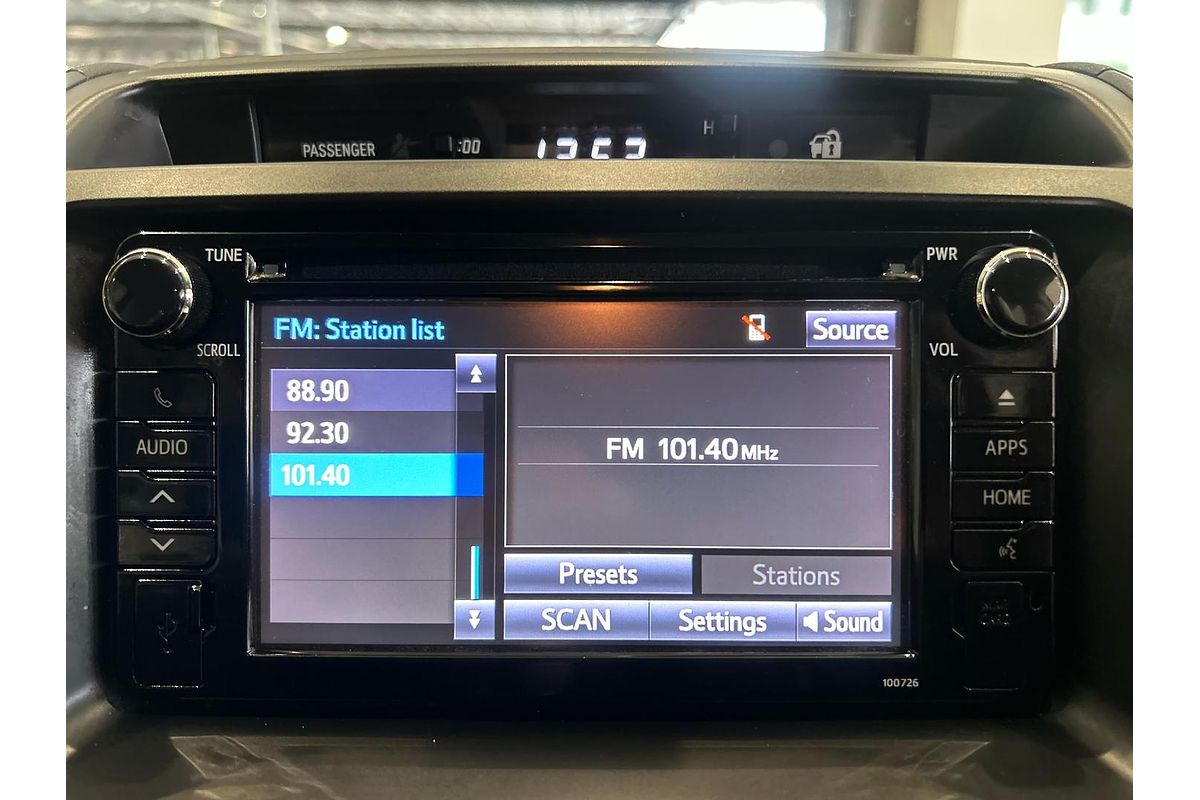 PASSENGER
:00
H
TUNE
PWR
SCROLL
VOL
FM: Station list
Source
88.90
92.30
101.40
FM 101.40 MHz
AUDIO
APPS
HOME
Presets
Stations
SCAN
Settings
Sound
100726